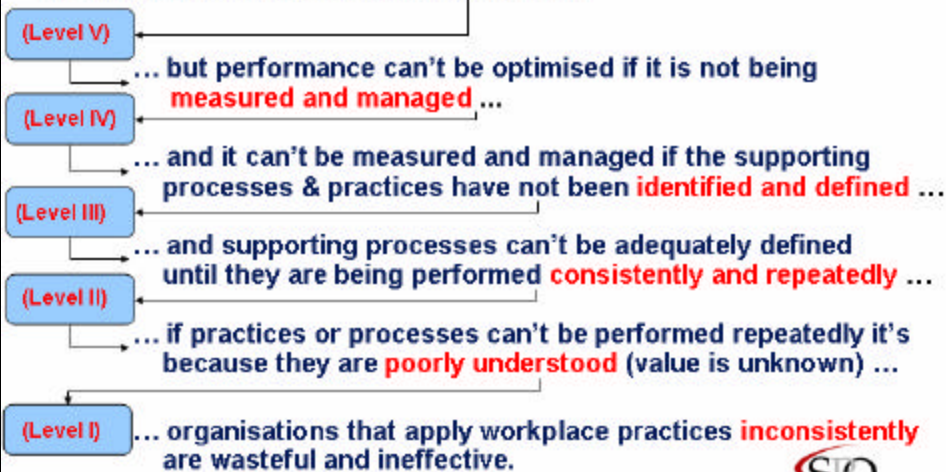 (Level V)
... but performance can't be optimised if it is not being
measured and managed ...
(Level IV)
... and it can't be measured and managed if the supporting
processes & practices have not been identified and defined ...
(Level III)
... and supporting processes can't be adequately defined
until they are being performed consistently and repeatedly ...
(Level II)
... if practices or processes can't be performed repeatedly it's
because they are poorly understood (value is unknown) ...
(Level I)
... organisations that apply workplace practices inconsistently
are wasteful and ineffective.